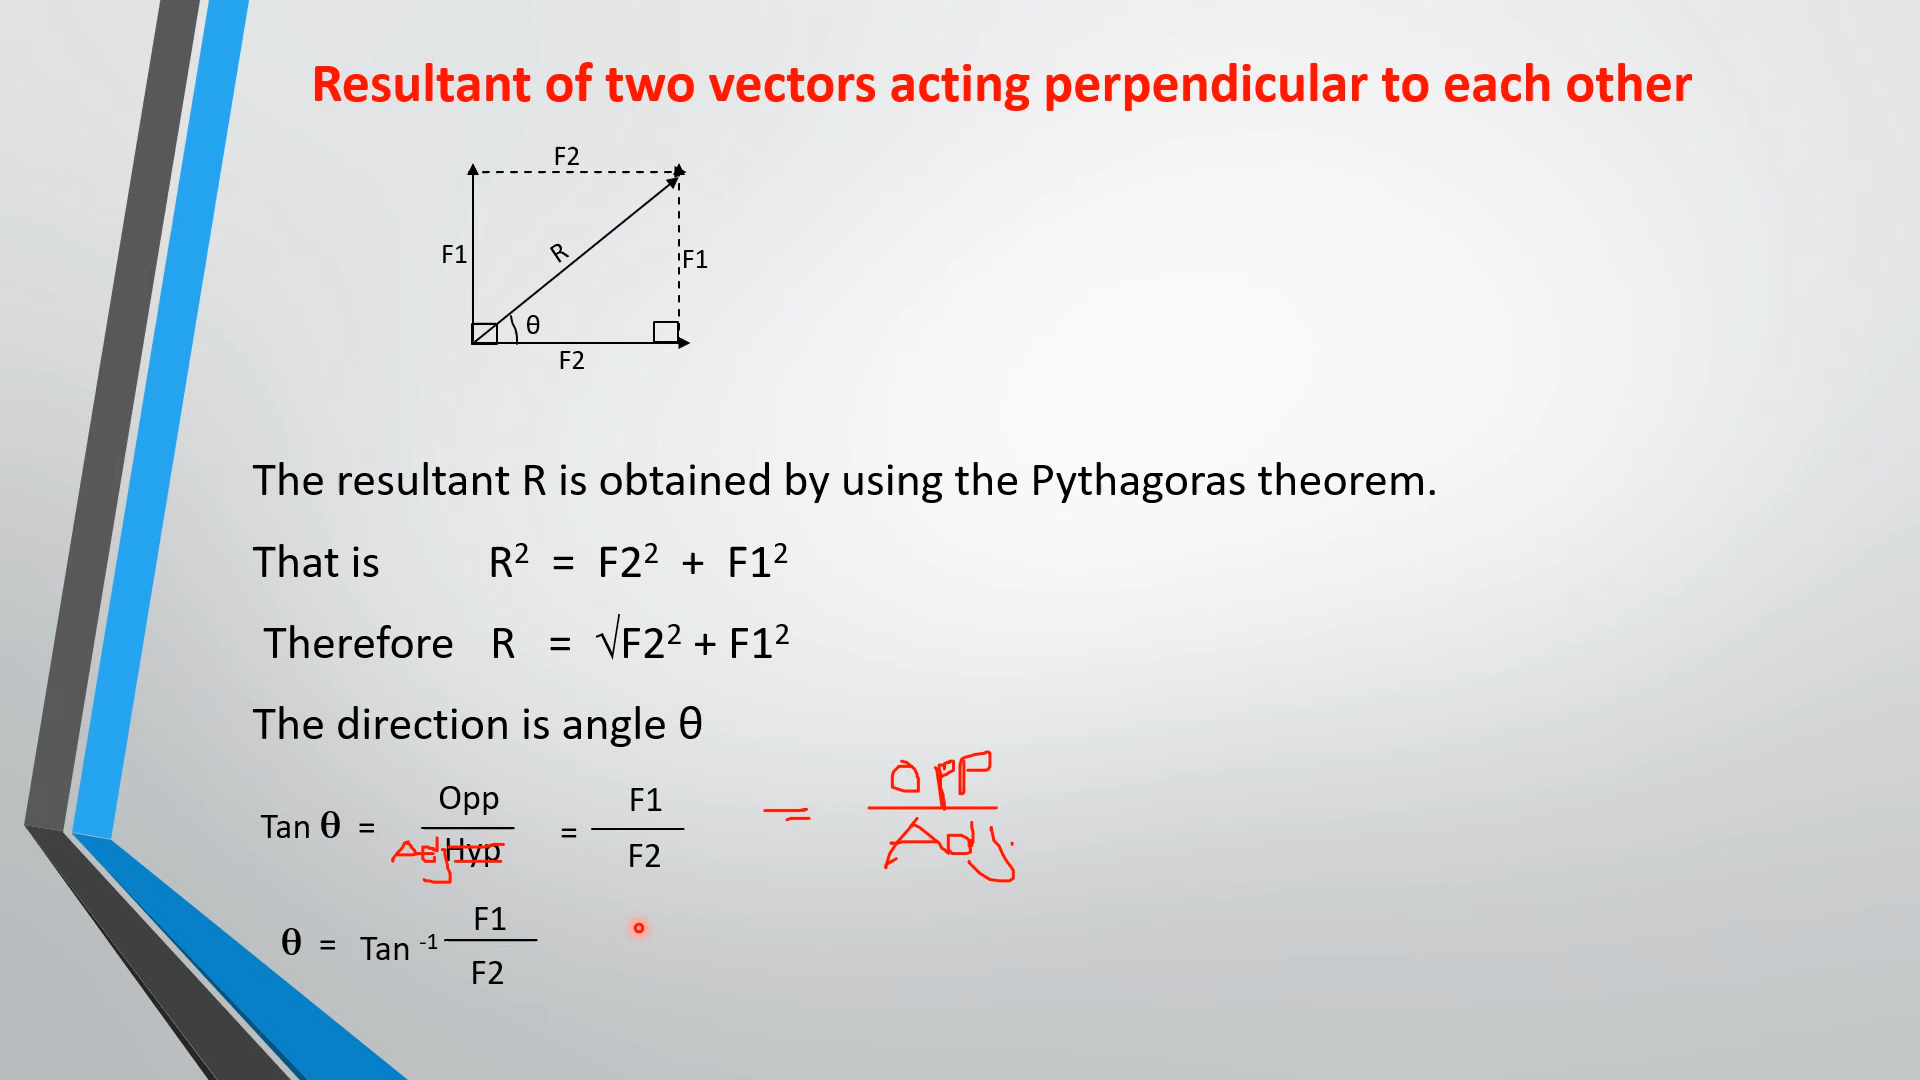 Resultant of two vectors acting perpendicular to each other
F2
F1
R
F1
θ
F2
The resultant R is obtained by using the Pythagoras theorem.
That is R² = F2² + F1²
Therefore R = √F2² + F1²
The direction is angle θ
Tan θ = Opp / Hyp Adj = F1 / F2 = OPP / Adj
θ = Tan ⁻¹ F1 / F2